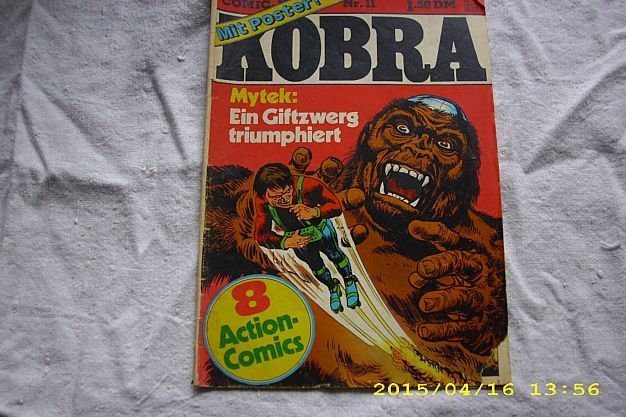 COMIC
Nr. 11
1.50 DM
Mit Poster!
KOBRA
Mytek:
Ein Giftzwerg
triumphiert
8
Action-
Comics
2015/04/16 13:56